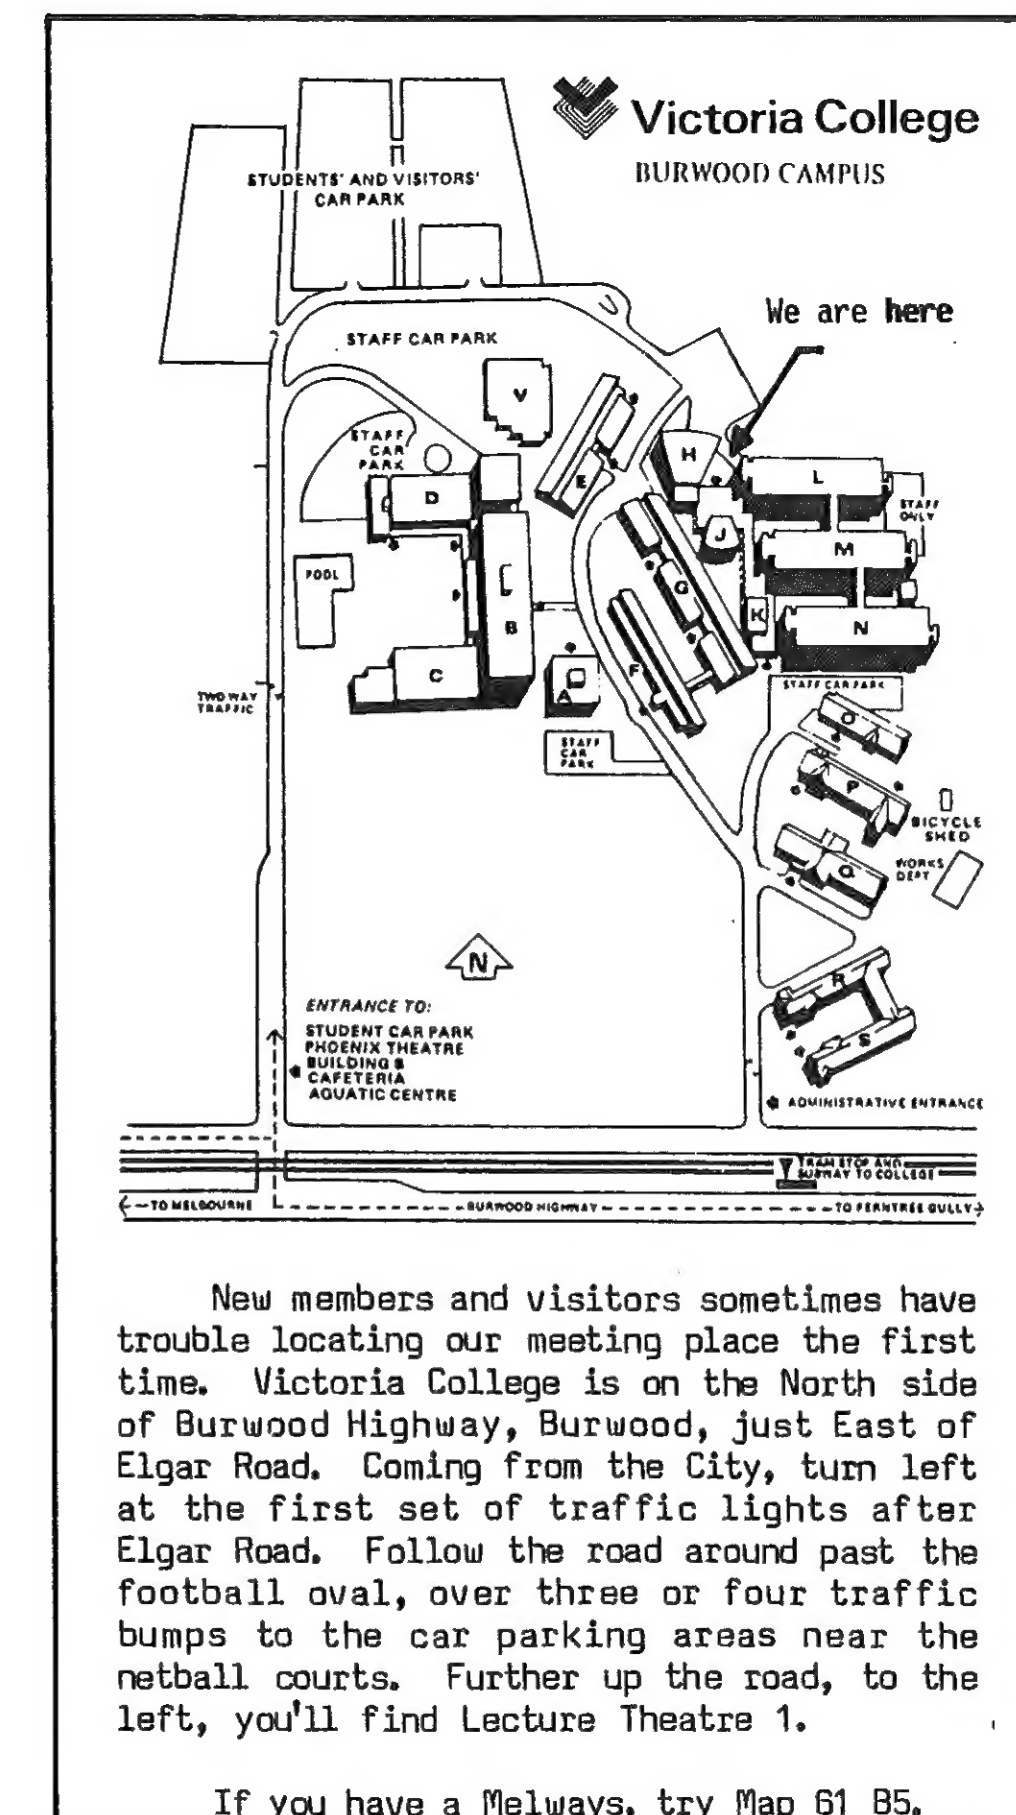 Victoria College
BURWOOD CAMPUS
STUDENTS' AND VISITORS'
CAR PARK
We are here
STAFF CAR PARK
V
STAFF
CAR
PARK
H
E
L
D
STAFF
ONLY
J
M
POOL
G
K
B
N
F
C
A
STAFF CAR PARK
TWO WAY
TRAFFIC
O
STAFF
CAR
PARK
P
BICYCLE
SHED
Q
WORKS
DEPT
N
R
ENTRANCE TO:
STUDENT CAR PARK
PHOENIX THEATRE
BUILDING B
CAFETERIA
AQUATIC CENTRE
S
ADMINISTRATIVE ENTRANCE
TRAM STOP AND
SUBWAY TO COLLEGE
TO MELBOURNE
BURWOOD HIGHWAY
TO FERNTREE GULLY
New members and visitors sometimes have
trouble locating our meeting place the first
time. Victoria College is on the North side
of Burwood Highway, Burwood, just East of
Elgar Road. Coming from the City, turn left
at the first set of traffic lights after
Elgar Road. Follow the road around past the
football oval, over three or four traffic
bumps to the car parking areas near the
netball courts. Further up the road, to the
left, you'll find Lecture Theatre 1.
If you have a Melways, try Map 61 B5.